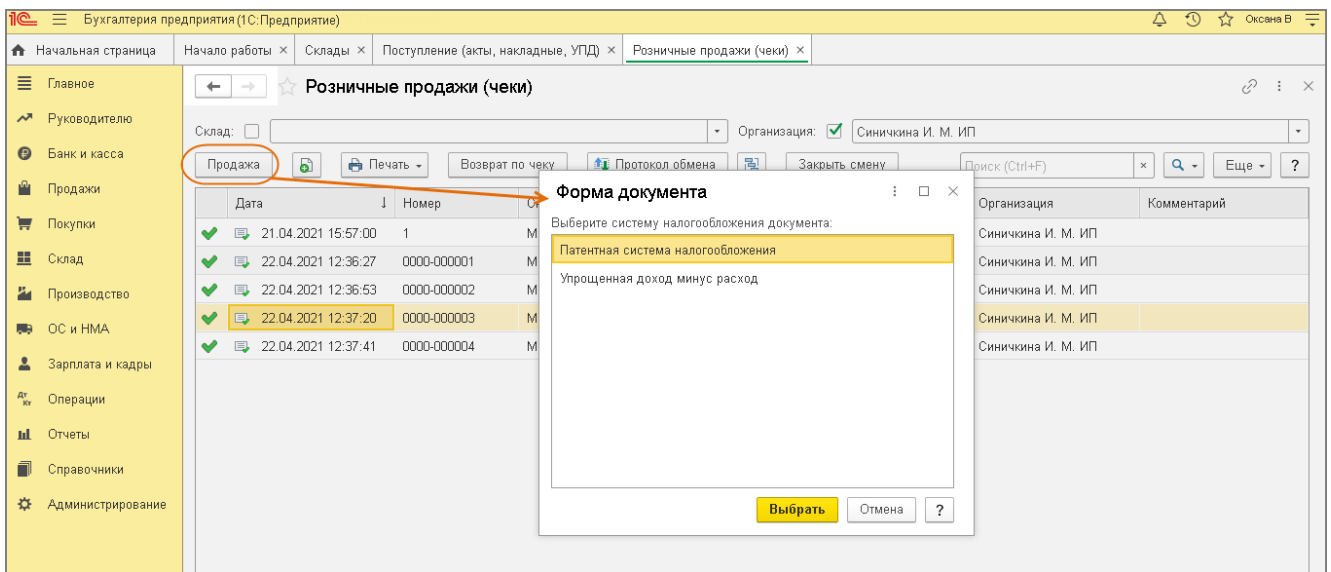 1С Бухгалтерия предприятия (1С:Предприятие) Оксана В
Начальная страница Начало работы × Склады × Поступление (акты, накладные, УПД) × Розничные продажи (чеки) ×
Главное
Руководителю
Банк и касса
Продажи
Покупки
Склад
Производство
ОС и НМА
Зарплата и кадры
Дт Кт Операции
Отчеты
Справочники
Администрирование
Розничные продажи (чеки)
Склад: Организация: Синичкина И. М. ИП
Продажа Печать Возврат по чеку Протокол обмена Закрыть смену Поиск (Ctrl+F) × Еще ?
Дата ↓ Номер Организация Комментарий
21.04.2021 15:57:00 1 М Синичкина И. М. ИП
22.04.2021 12:36:27 0000-000001 М Синичкина И. М. ИП
22.04.2021 12:36:53 0000-000002 М Синичкина И. М. ИП
22.04.2021 12:37:20 0000-000003 М Синичкина И. М. ИП
22.04.2021 12:37:41 0000-000004 М Синичкина И. М. ИП
Форма документа
Выберите систему налогообложения документа:
Патентная система налогообложения
Упрощенная доход минус расход
Выбрать Отмена ?